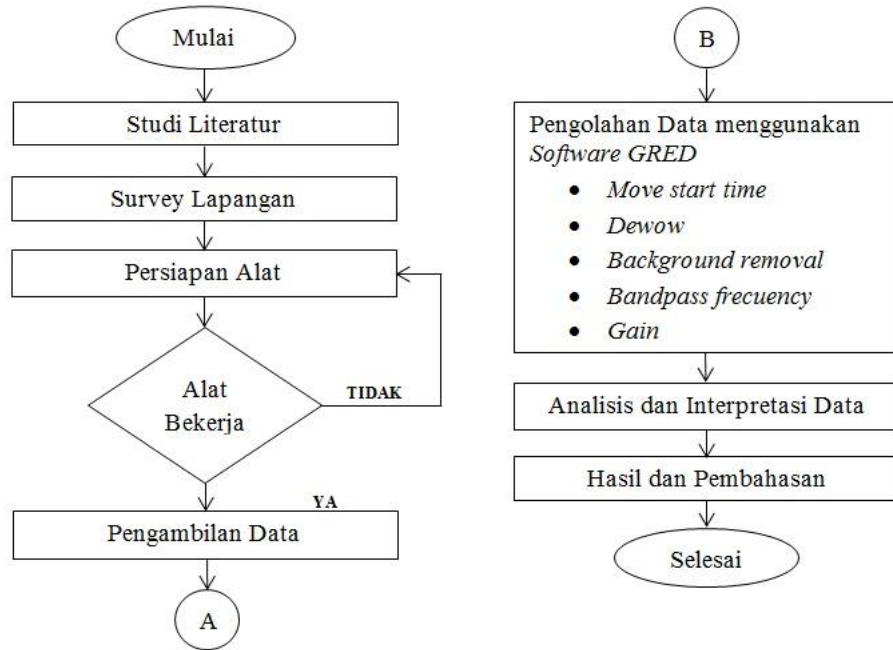 Mulai
Studi Literatur
Survey Lapangan
Persiapan Alat
Alat
Bekerja
TIDAK
YA
Pengambilan Data
A
B
Pengolahan Data menggunakan
Software GRED
● Move start time
● Dewow
● Background removal
● Bandpass frecuency
● Gain
Analisis dan Interpretasi Data
Hasil dan Pembahasan
Selesai